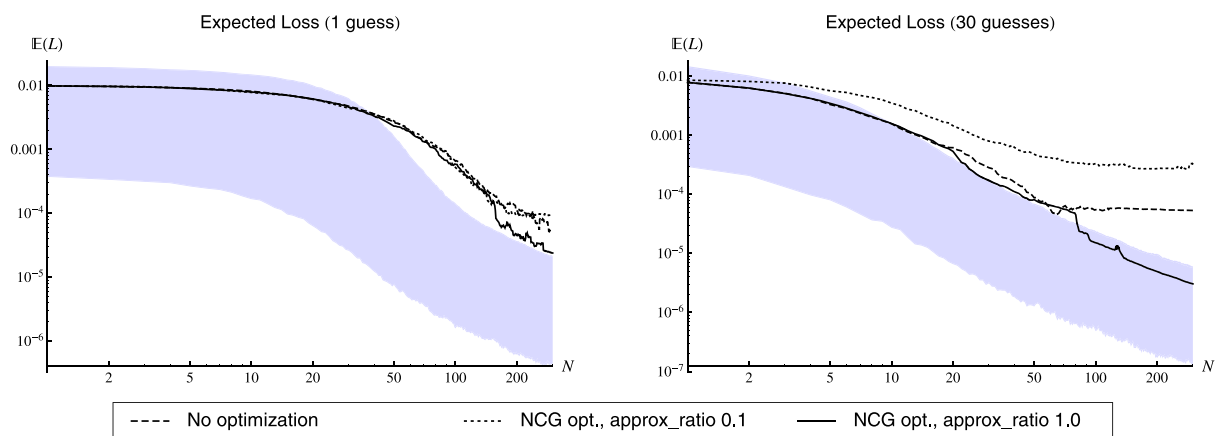 Expected Loss (1 guess)
𝔼(L)
0.01
0.001
10⁻⁴
10⁻⁵
10⁻⁶
2 5 10 20 50 100 200
N
Expected Loss (30 guesses)
𝔼(L)
0.01
0.001
10⁻⁴
10⁻⁵
10⁻⁶
10⁻⁷
2 5 10 20 50 100 200
N
No optimization
NCG opt., approx_ratio 0.1
NCG opt., approx_ratio 1.0